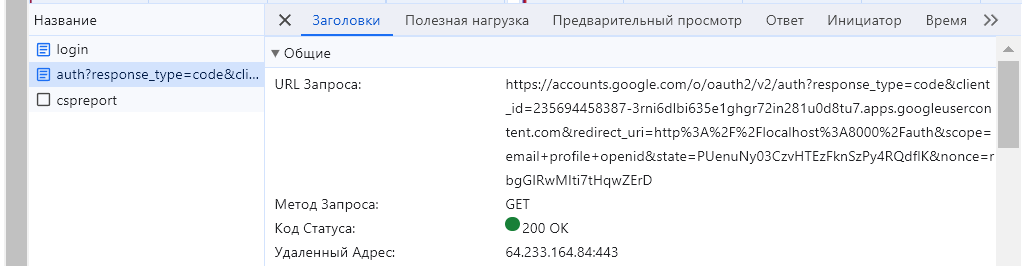 Название
Заголовки Полезная нагрузка Предварительный просмотр Ответ Инициатор Время
login
auth?response_type=code&cli...
cspreport
Общие
URL Запроса: https://accounts.google.com/o/oauth2/v2/auth?response_type=code&client
_id=235694458387-3rni6dlbi635e1ghgr72in281u0d8tu7.apps.googleusercon
tent.com&redirect_uri=http%3A%2F%2Flocalhost%3A8000%2Fauth&scope=
email+profile+openid&state=PUenuNy03CzvHTEzFknSzPy4RQdflK&nonce=r
bgGlRwMlti7tHqwZErD
Метод Запроса: GET
Код Статуса: 200 OK
Удаленный Адрес: 64.233.164.84:443